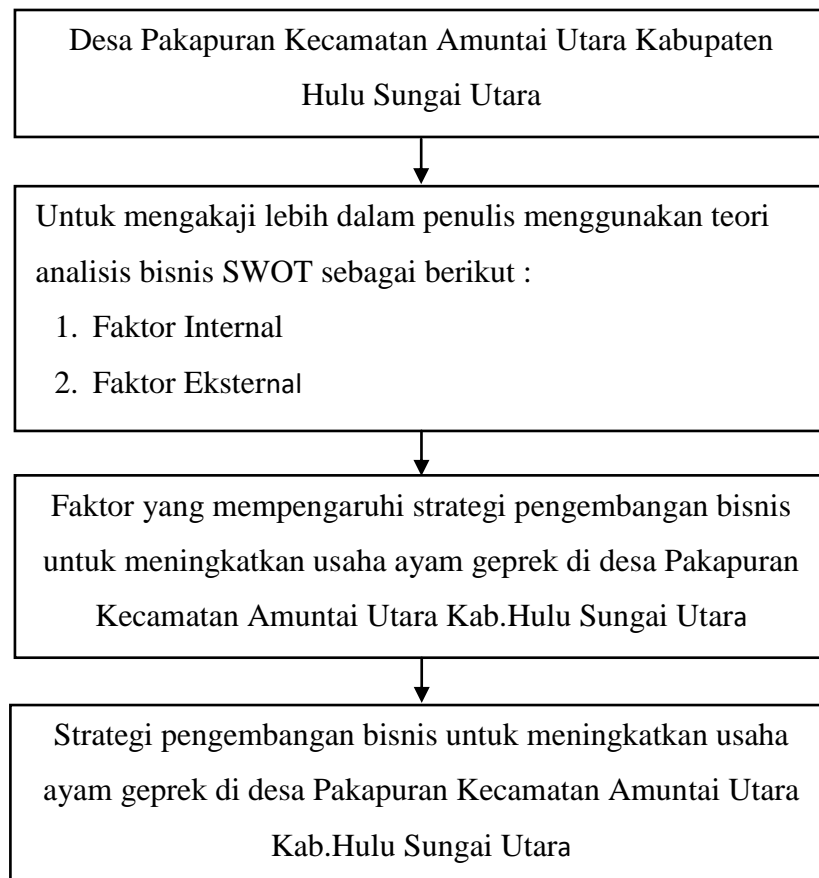 Desa Pakapuran Kecamatan Amuntai Utara Kabupaten
Hulu Sungai Utara
Untuk mengakaji lebih dalam penulis menggunakan teori
analisis bisnis SWOT sebagai berikut :
1. Faktor Internal
2. Faktor Eksternal
Faktor yang mempengaruhi strategi pengembangan bisnis
untuk meningkatkan usaha ayam geprek di desa Pakapuran
Kecamatan Amuntai Utara Kab.Hulu Sungai Utara
Strategi pengembangan bisnis untuk meningkatkan usaha
ayam geprek di desa Pakapuran Kecamatan Amuntai Utara
Kab.Hulu Sungai Utara